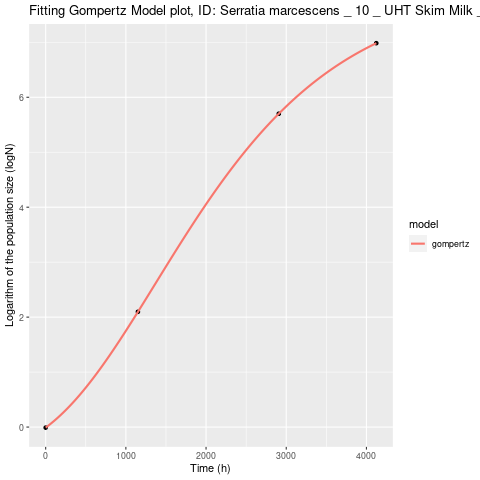 Fitting Gompertz Model plot, ID: Serratia marcescens _ 10 _ UHT Skim Milk _
Logarithm of the population size (logN)
6
4
2
0
0 1000 2000 3000 4000
Time (h)
model
gompertz